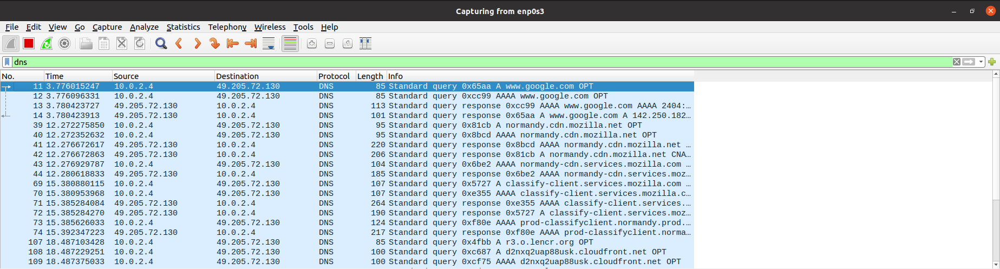 Capturing from enp0s3
File Edit View Go Capture Analyze Statistics Telephony Wireless Tools Help
dns
No. Time Source Destination Protocol Length Info
11 3.776015247 10.0.2.4 49.205.72.130 DNS 85 Standard query 0x65aa A www.google.com OPT
12 3.776096331 10.0.2.4 49.205.72.130 DNS 85 Standard query 0xcc99 AAAA www.google.com OPT
13 3.780423727 49.205.72.130 10.0.2.4 DNS 113 Standard query response 0xcc99 AAAA www.google.com AAAA 2404:…
14 3.780423913 49.205.72.130 10.0.2.4 DNS 101 Standard query response 0x65aa A www.google.com A 142.250.182…
39 12.272275850 10.0.2.4 49.205.72.130 DNS 95 Standard query 0x81cb A normandy.cdn.mozilla.net OPT
40 12.272352632 10.0.2.4 49.205.72.130 DNS 95 Standard query 0x8bcd AAAA normandy.cdn.mozilla.net OPT
41 12.276672617 49.205.72.130 10.0.2.4 DNS 220 Standard query response 0x8bcd AAAA normandy.cdn.mozilla.net …
42 12.276672863 49.205.72.130 10.0.2.4 DNS 206 Standard query response 0x81cb A normandy.cdn.mozilla.net CNA…
43 12.276929787 10.0.2.4 49.205.72.130 DNS 104 Standard query 0x6be2 AAAA normandy-cdn.services.mozilla.com …
44 12.280618833 49.205.72.130 10.0.2.4 DNS 185 Standard query response 0x6be2 AAAA normandy-cdn.services.moz…
69 15.380880115 10.0.2.4 49.205.72.130 DNS 107 Standard query 0x5727 A classify-client.services.mozilla.com …
70 15.380953968 10.0.2.4 49.205.72.130 DNS 107 Standard query 0xe355 AAAA classify-client.services.mozilla.c…
71 15.385284084 49.205.72.130 10.0.2.4 DNS 264 Standard query response 0xe355 AAAA classify-client.services.…
72 15.385284270 49.205.72.130 10.0.2.4 DNS 190 Standard query response 0x5727 A classify-client.services.moz…
73 15.385626033 10.0.2.4 49.205.72.130 DNS 124 Standard query 0xf80e AAAA prod-classifyclient.normandy.prod.…
74 15.392347223 49.205.72.130 10.0.2.4 DNS 217 Standard query response 0xf80e AAAA prod-classifyclient.norma…
107 18.487103428 10.0.2.4 49.205.72.130 DNS 85 Standard query 0x4fbb A r3.o.lencr.org OPT
108 18.487229251 10.0.2.4 49.205.72.130 DNS 100 Standard query 0xc687 A d2nxq2uap88usk.cloudfront.net OPT
109 18.487375033 10.0.2.4 49.205.72.130 DNS 100 Standard query 0xcf75 AAAA d2nxq2uap88usk.cloudfront.net OPT